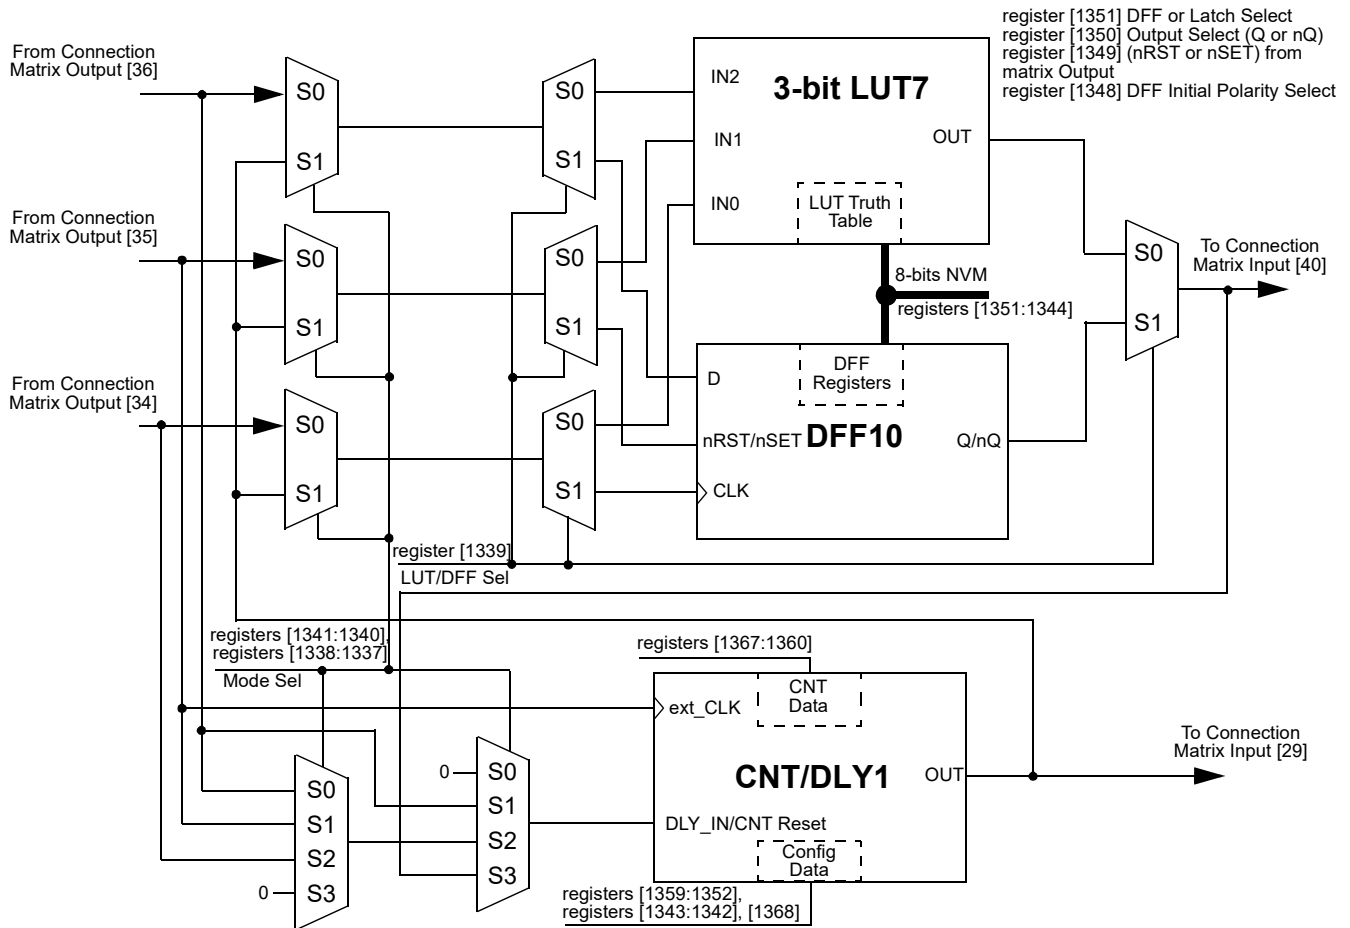 register [1351] DFF or Latch Select
register [1350] Output Select (Q or nQ)
register [1349] (nRST or nSET) from
matrix Output
register [1348] DFF Initial Polarity Select
From Connection
Matrix Output [36]
S0
S1
S0
S1
IN2
3-bit LUT7
IN1
OUT
IN0
LUT Truth
Table
From Connection
Matrix Output [35]
S0
S1
S0
S1
8-bits NVM
registers [1351:1344]
S0
S1
To Connection
Matrix Input [40]
From Connection
Matrix Output [34]
S0
S1
S0
S1
DFF
Registers
D
nRST/nSET
DFF10
Q/nQ
CLK
register [1339]
LUT/DFF Sel
registers [1341:1340],
registers [1338:1337]
Mode Sel
registers [1367:1360]
CNT
Data
ext_CLK
CNT/DLY1
OUT
To Connection
Matrix Input [29]
DLY_IN/CNT Reset
Config
Data
0
S0
S1
S2
S3
S0
S1
S2
0
S3
registers [1359:1352],
registers [1343:1342], [1368]